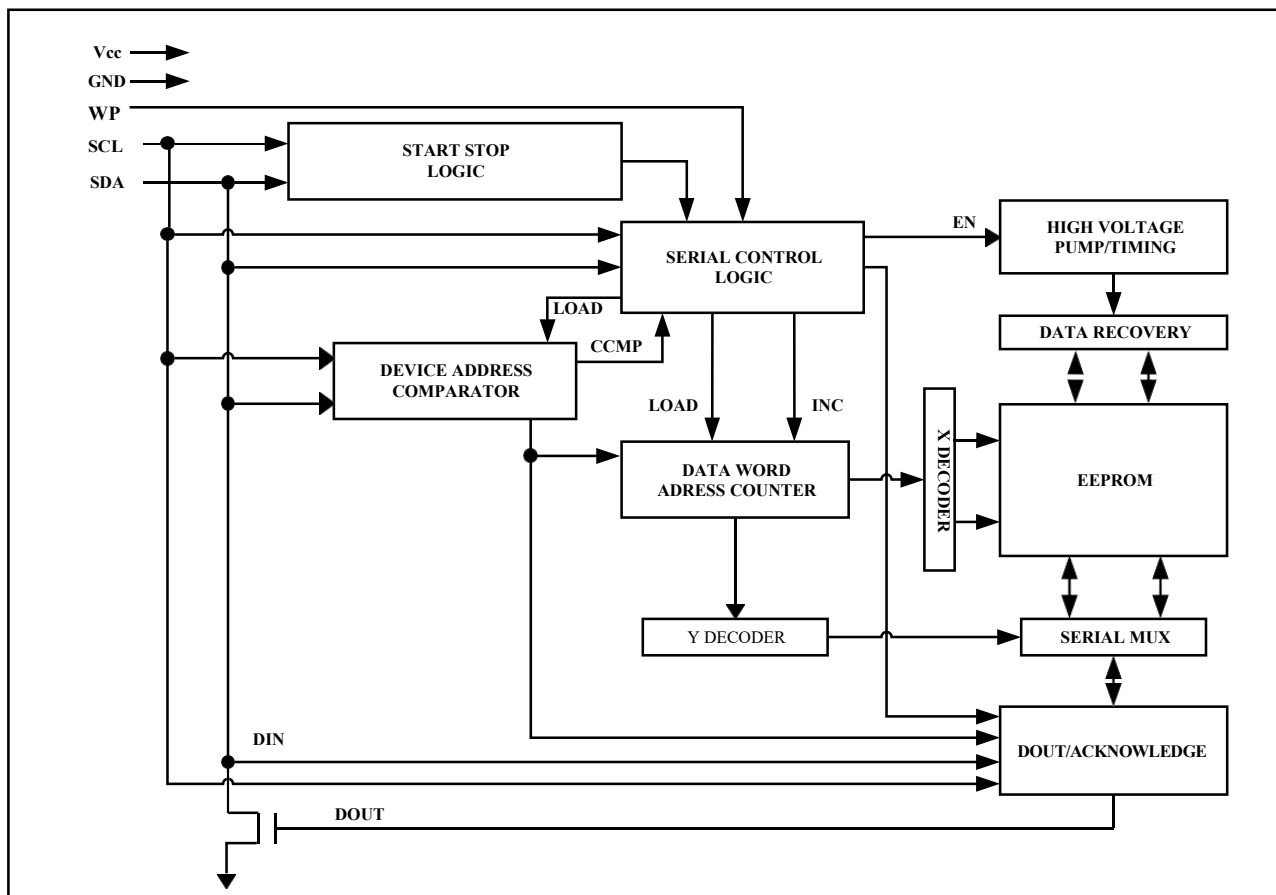 Vcc
GND
WP
SCL
SDA
START STOP
LOGIC
SERIAL CONTROL
LOGIC
EN
HIGH VOLTAGE
PUMP/TIMING
LOAD
CCMP
DATA RECOVERY
DEVICE ADDRESS
COMPARATOR
LOAD
INC
X DECODER
EEPROM
DATA WORD
ADRESS COUNTER
Y DECODER
SERIAL MUX
DIN
DOUT/ACKNOWLEDGE
DOUT